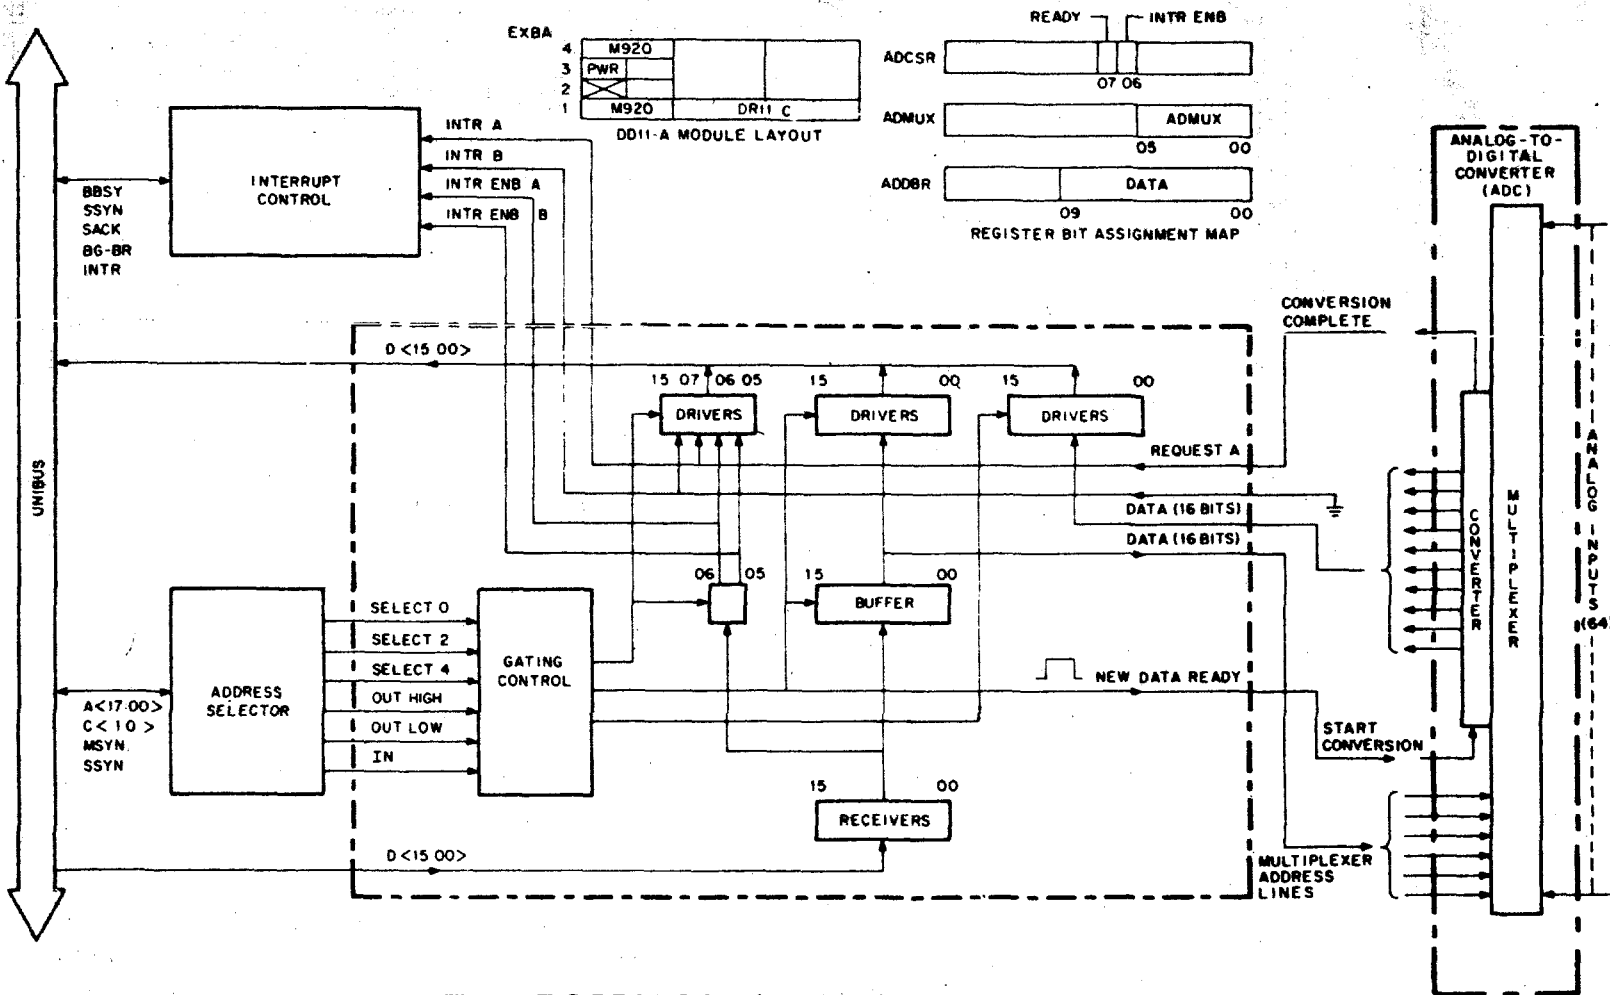 EXBA
4 M920
3 PWR
2
1 M920 DR11 C
DD11-A MODULE LAYOUT
READY INTR ENB
ADCSR
07 06
ADMUX ADMUX
05 00
ADDBR DATA
09 00
REGISTER BIT ASSIGNMENT MAP
UNIBUS
INTERRUPT
CONTROL
BBSY
SSYN
SACK
BG-BR
INTR
INTR A
INTR B
INTR ENB A
INTR ENB B
ANALOG-TO-
DIGITAL
CONVERTER
(ADC)
CONVERSION
COMPLETE
D<15 00>
15 07 06 05
DRIVERS
15 00
DRIVERS
15 00
DRIVERS
REQUEST A
DATA (16 BITS)
DATA (16 BITS)
06 05
15 00
BUFFER
ADDRESS
SELECTOR
A<17:00>
C< 1 0 >
MSYN
SSYN
SELECT 0
SELECT 2
SELECT 4
OUT HIGH
OUT LOW
IN
GATING
CONTROL
NEW DATA READY
START
CONVERSION
15 00
RECEIVERS
D<15 00>
MULTIPLEXER
ADDRESS
LINES
CONVERTER
MULTIPLEXER
ANALOG INPUTS
(64